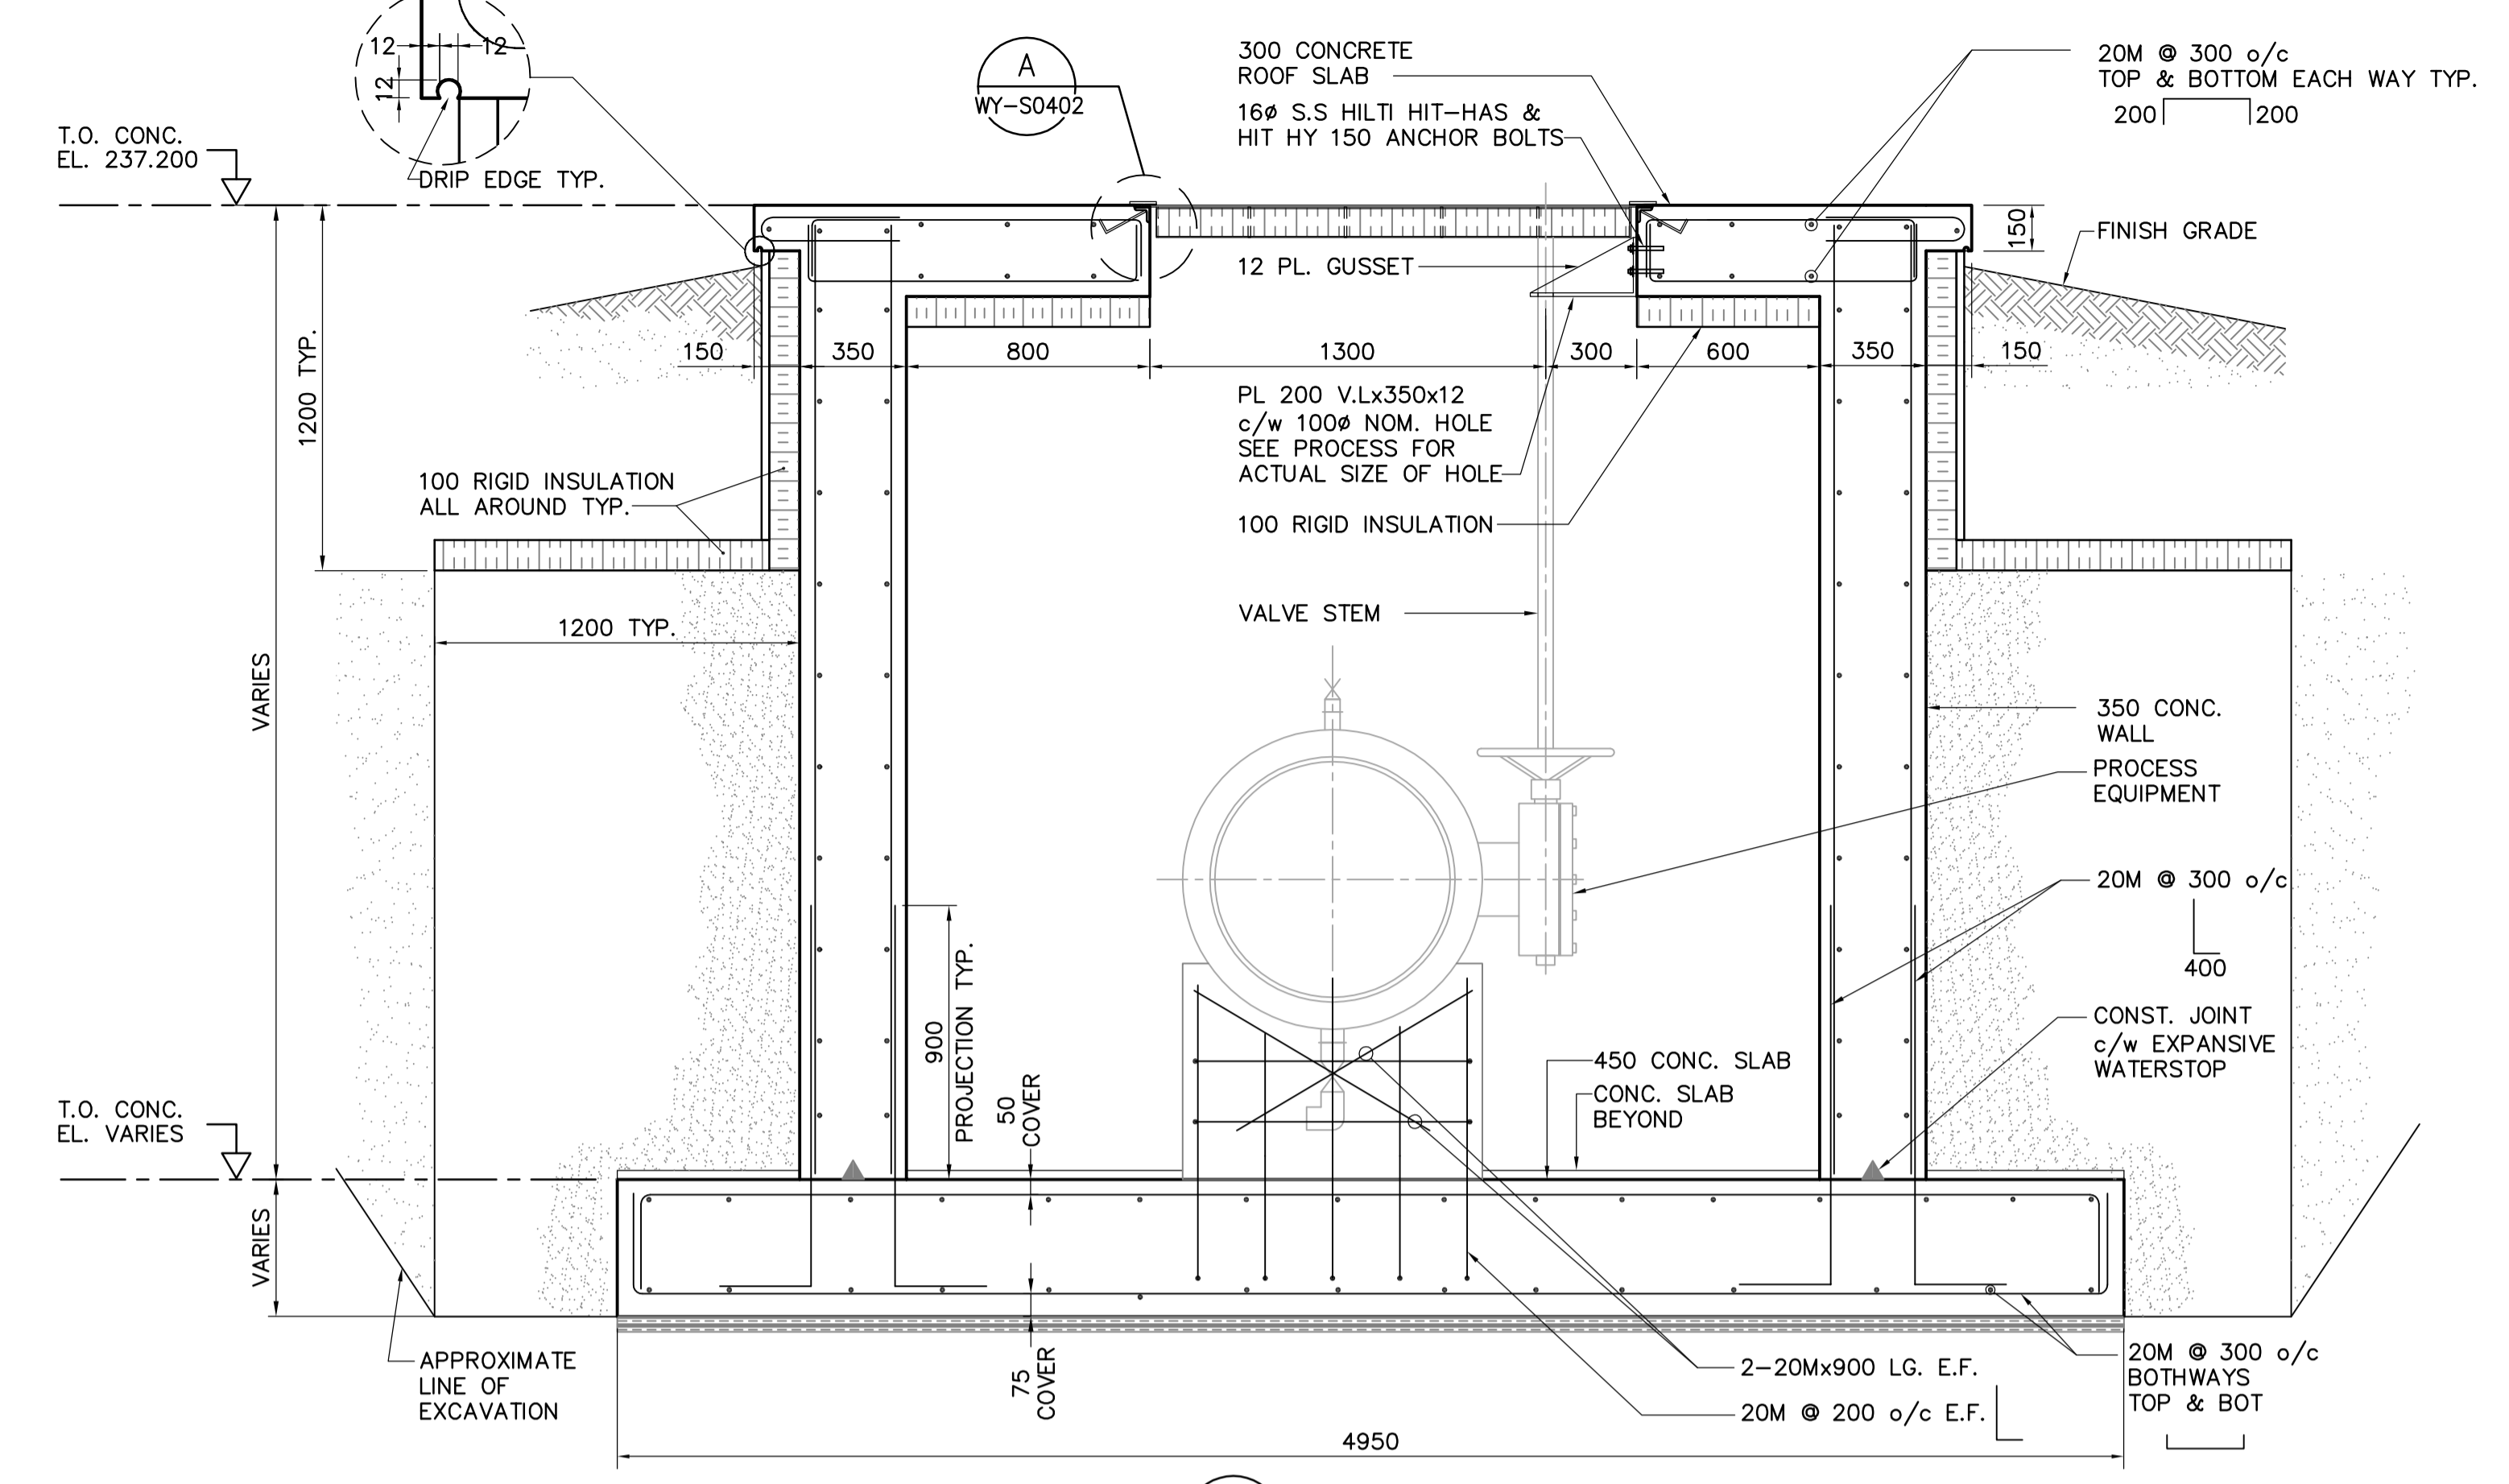 12
12
12
DRIP EDGE TYP.
T.O. CONC.
EL. 237.200
A
WY-S0402
300 CONCRETE
ROOF SLAB
16ø S.S HILTI HIT-HAS &
HIT HY 150 ANCHOR BOLTS
20M @ 300 o/c
TOP & BOTTOM EACH WAY TYP.
200
200
150
FINISH GRADE
12 PL. GUSSET
150
350
800
1300
300
600
350
150
1200 TYP.
PL 200 V.Lx350x12
c/w 100ø NOM. HOLE
SEE PROCESS FOR
ACTUAL SIZE OF HOLE
100 RIGID INSULATION
ALL AROUND TYP.
100 RIGID INSULATION
VALVE STEM
1200 TYP.
VARIES
350 CONC.
WALL
PROCESS
EQUIPMENT
20M @ 300 o/c
400
CONST. JOINT
c/w EXPANSIVE
WATERSTOP
900
PROJECTION TYP.
50
COVER
450 CONC. SLAB
CONC. SLAB
BEYOND
T.O. CONC.
EL. VARIES
VARIES
APPROXIMATE
LINE OF
EXCAVATION
75
COVER
2-20Mx900 LG. E.F.
20M @ 200 o/c E.F.
20M @ 300 o/c
BOTHWAYS
TOP & BOT
4950